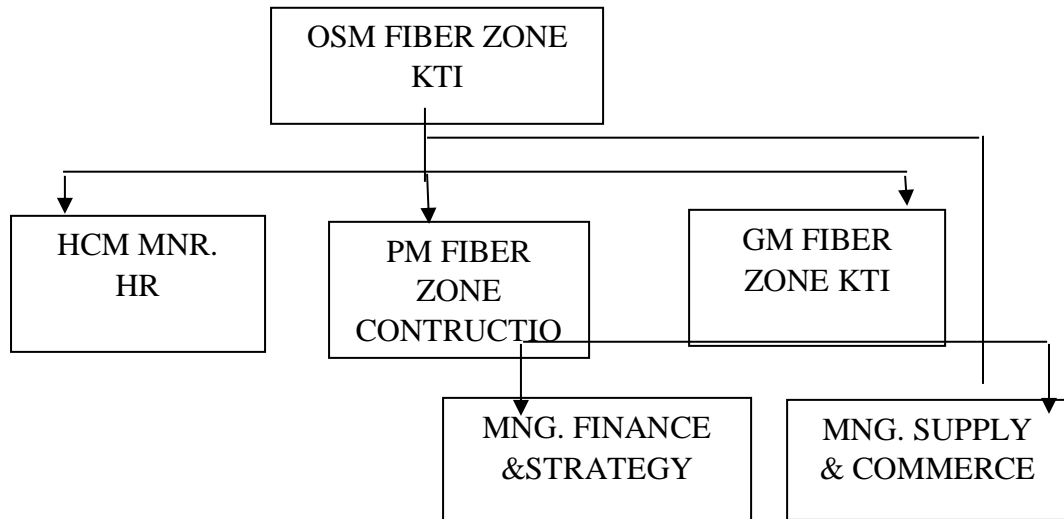 OSM FIBER ZONE
KTI
HCM MNR.
HR
PM FIBER
ZONE
CONTRUCTIO
GM FIBER
ZONE KTI
MNG. FINANCE
&STRATEGY
MNG. SUPPLY
& COMMERCE